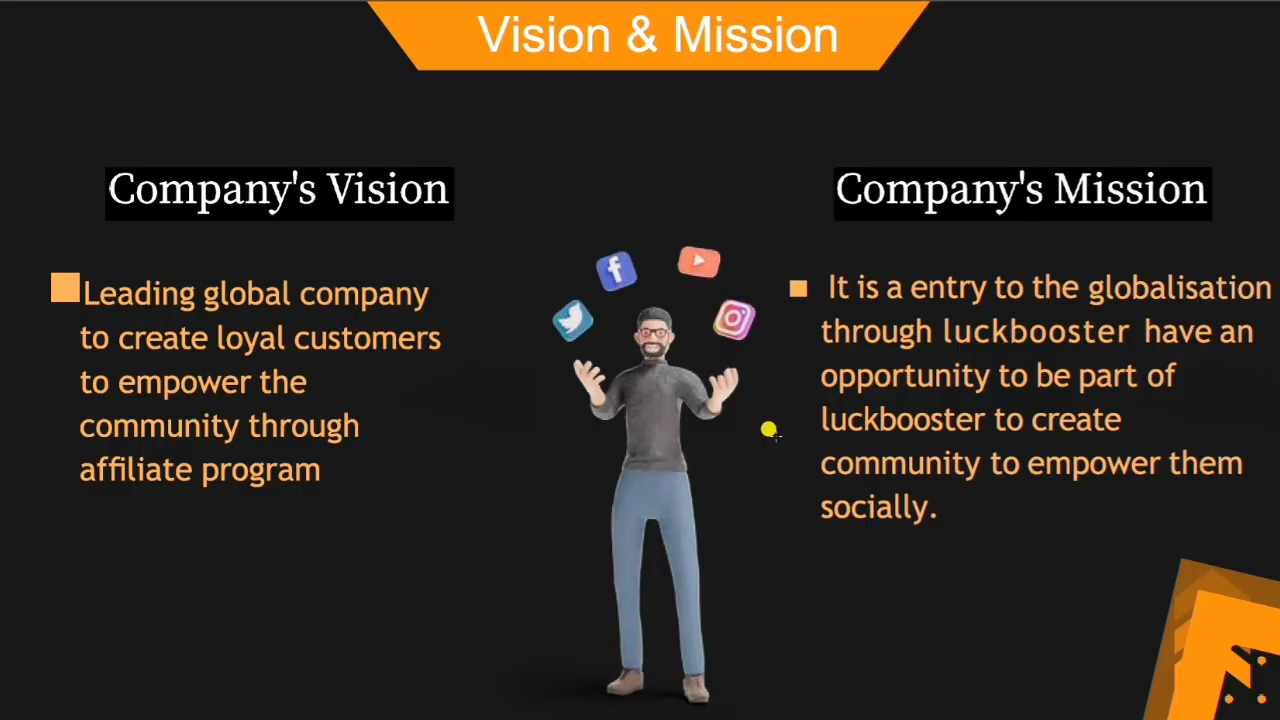 Vision & Mission
Company's Vision
Leading global company
to create loyal customers
to empower the
community through
affiliate program
Company's Mission
It is a entry to the globalisation
through luckbooster have an
opportunity to be part of
luckbooster to create
community to empower them
socially.